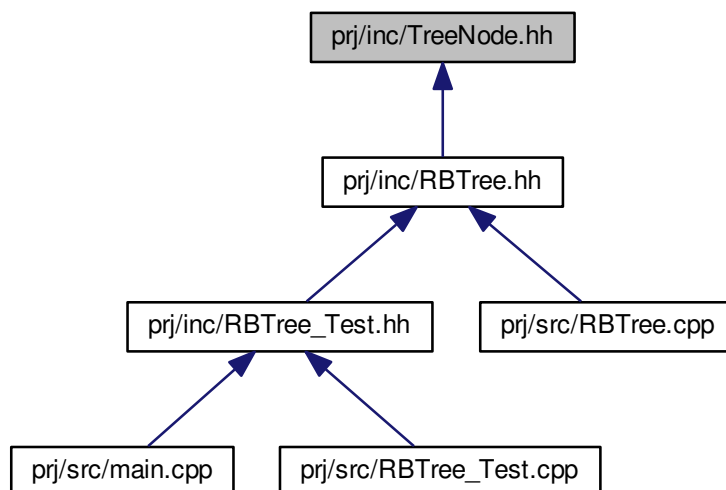 prj/inc/TreeNode.hh
prj/inc/RBTree.hh
prj/inc/RBTree_Test.hh
prj/src/RBTree.cpp
prj/src/main.cpp
prj/src/RBTree_Test.cpp